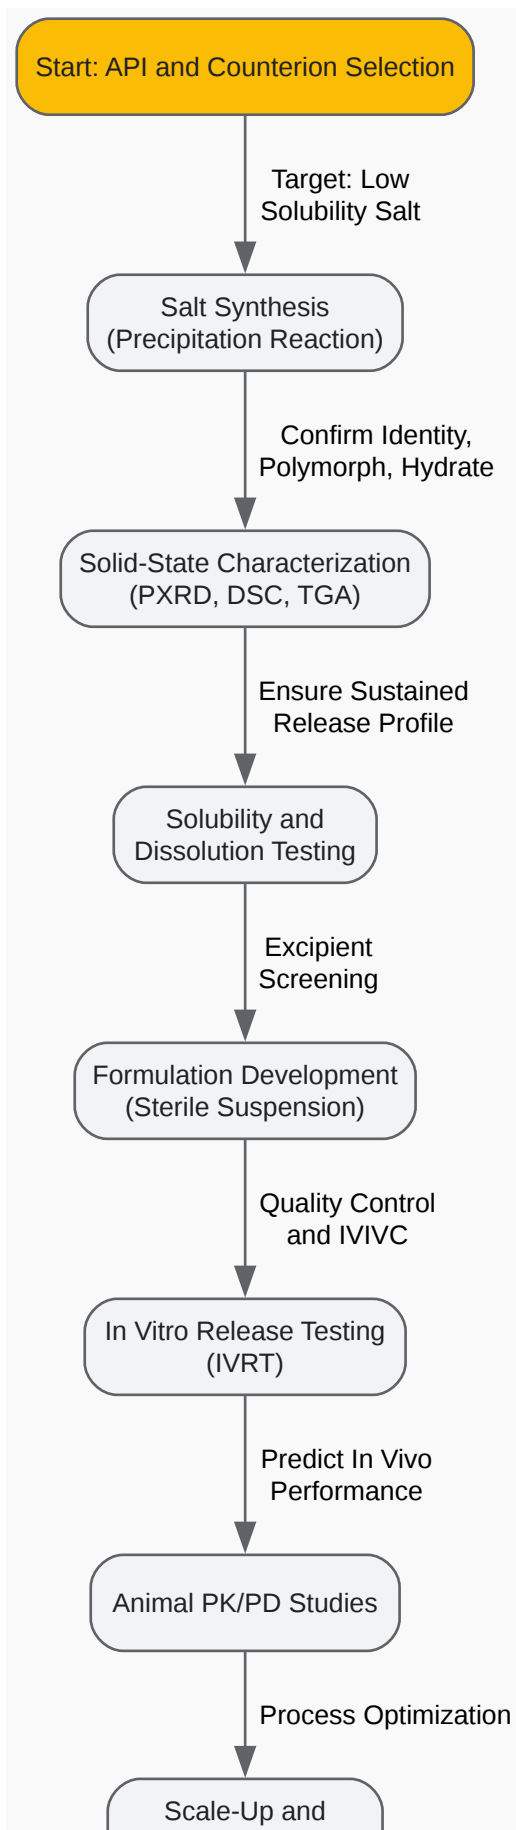 Start: API and Counterion Selection
Target: Low
Solubility Salt
Salt Synthesis
(Precipitation Reaction)
Confirm Identity,
Polymorph, Hydrate
Solid-State Characterization
(PXRD, DSC, TGA)
Ensure Sustained
Release Profile
Solubility and
Dissolution Testing
Excipient
Screening
Formulation Development
(Sterile Suspension)
Quality Control
and IVIVC
In Vitro Release Testing
(IVRT)
Predict In Vivo
Performance
Animal PK/PD Studies
Process Optimization
Scale-Up and